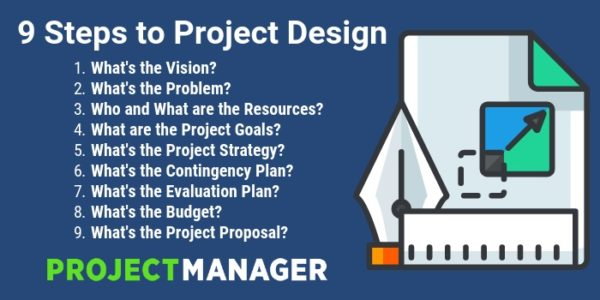 9 Steps to Project Design
1. What's the Vision?
2. What's the Problem?
3. Who and What are the Resources?
4. What are the Project Goals?
5. What's the Project Strategy?
6. What's the Contingency Plan?
7. What's the Evaluation Plan?
8. What's the Budget?
9. What's the Project Proposal?
PROJECTMANAGER